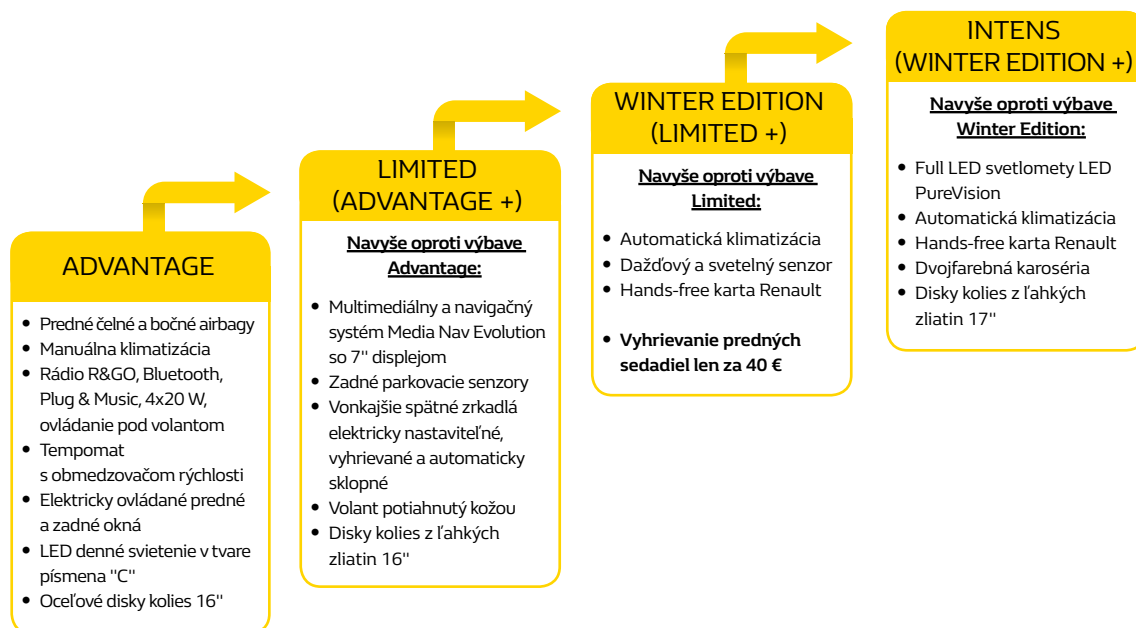 ADVANTAGE
• Predné čelné a bočné airbagy
• Manuálna klimatizácia
• Rádio R&GO, Bluetooth,
Plug & Music, 4x20 W,
ovládanie pod volantom
• Tempomat
s obmedzovačom rýchlosti
• Elektricky ovládané predné
a zadné okná
• LED denné svietenie v tvare
písmena "C"
• Oceľové disky kolies 16"
LIMITED
(ADVANTAGE +)
Navyše oproti výbave
Advantage:
• Multimediálny a navigačný
systém Media Nav Evolution
so 7" displejom
• Zadné parkovacie senzory
• Vonkajšie spätné zrkadlá
elektricky nastaviteľné,
vyhrievané a automaticky
sklopné
• Volant potiahnutý kožou
• Disky kolies z ľahkých
zliatin 16"
WINTER EDITION
(LIMITED +)
Navyše oproti výbave
Limited:
• Automatická klimatizácia
• Dažďový a svetelný senzor
• Hands-free karta Renault
• Vyhrievanie predných
sedadiel len za 40 €
INTENS
(WINTER EDITION +)
Navyše oproti výbave
Winter Edition:
• Full LED svetlomety LED
PureVision
• Automatická klimatizácia
• Hands-free karta Renault
• Dvojfarebná karoséria
• Disky kolies z ľahkých
zliatin 17"